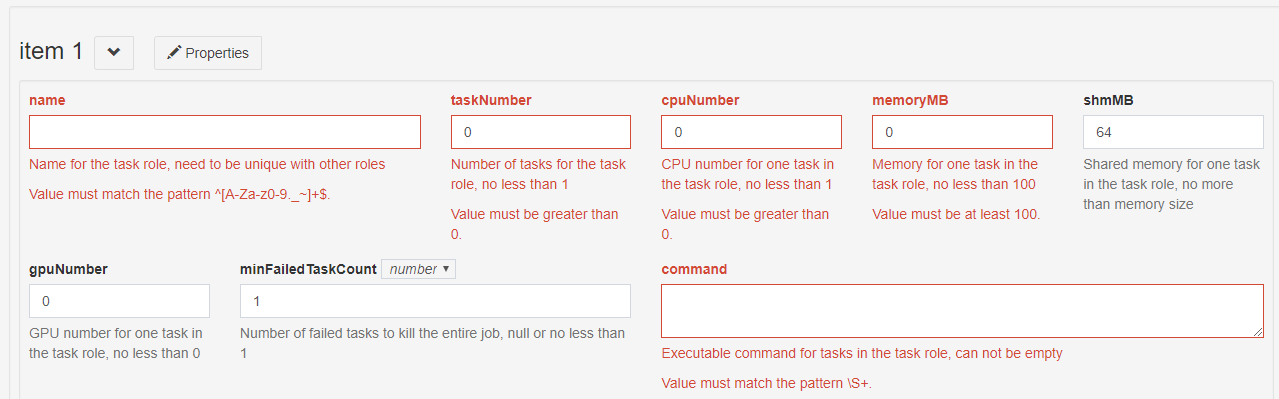 item 1
Properties
name
taskNumber
cpuNumber
memoryMB
shmMB
0
0
0
64
Name for the task role, need to be unique with other roles
Value must match the pattern ^[A-Za-z0-9._~]+$.
Number of tasks for the task
role, no less than 1
Value must be greater than
0.
CPU number for one task in
the task role, no less than 1
Value must be greater than
0.
Memory for one task in the
task role, no less than 100
Value must be at least 100.
Shared memory for one task
in the task role, no more
than memory size
gpuNumber
minFailedTaskCount
number
command
0
1
GPU number for one task in
the task role, no less than 0
Number of failed tasks to kill the entire job, null or no less than
1
Executable command for tasks in the task role, can not be empty
Value must match the pattern \S+.